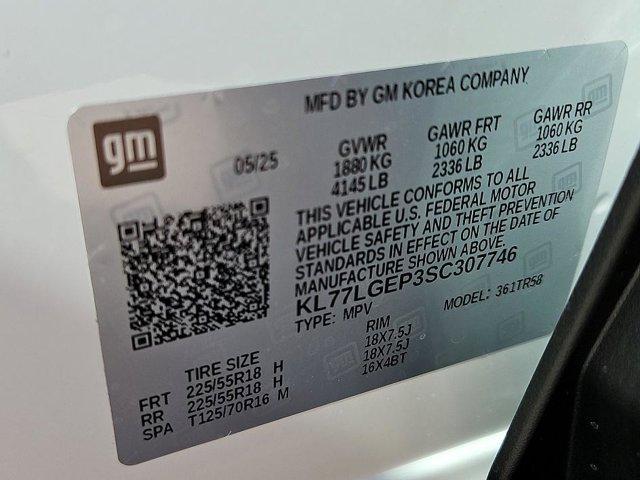 MFD BY GM KOREA COMPANY
gm
05/25
GVWR
1880 KG
4145 LB
GAWR FRT
1060 KG
2336 LB
GAWR RR
1060 KG
2336 LB
THIS VEHICLE CONFORMS TO ALL
APPLICABLE U.S. FEDERAL MOTOR
VEHICLE SAFETY AND THEFT PREVENTION
STANDARDS IN EFFECT ON THE DATE OF
MANUFACTURE SHOWN ABOVE.
KL77LGEP3SC307746
TYPE: MPV
MODEL: 361TR58
TIRE SIZE RIM
FRT 225/55R18 H 18X7.5J
RR 225/55R18 H 18X7.5J
SPA T125/70R16 M 16X4BT